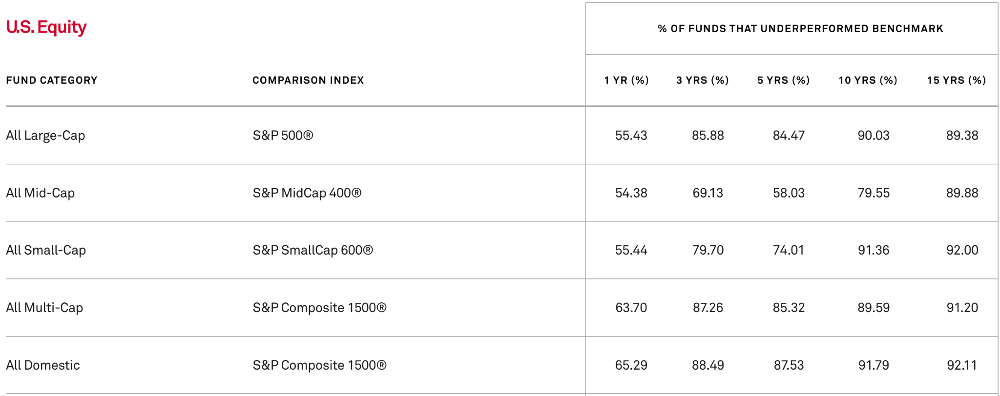 U.S. Equity
% OF FUNDS THAT UNDERPERFORMED BENCHMARK
FUND CATEGORY COMPARISON INDEX 1 YR (%) 3 YRS (%) 5 YRS (%) 10 YRS (%) 15 YRS (%)
All Large-Cap S&P 500® 55.43 85.88 84.47 90.03 89.38
All Mid-Cap S&P MidCap 400® 54.38 69.13 58.03 79.55 89.88
All Small-Cap S&P SmallCap 600® 55.44 79.70 74.01 91.36 92.00
All Multi-Cap S&P Composite 1500® 63.70 87.26 85.32 89.59 91.20
All Domestic S&P Composite 1500® 65.29 88.49 87.53 91.79 92.11